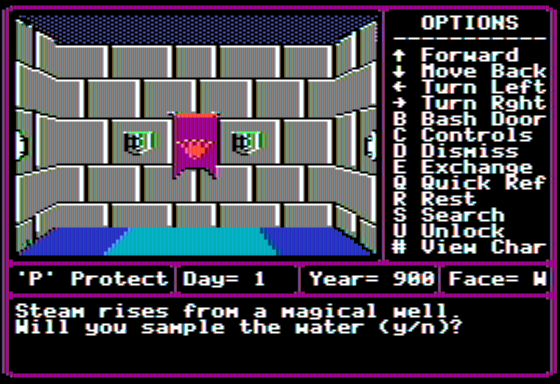 OPTIONS
------------
↑ Forward
↓ Move Back
← Turn Left
→ Turn Rght
B Bash Door
C Controls
D Dismiss
E Exchange
Q Quick Ref
R Rest
S Search
U Unlock
# View Char
'P' Protect Day= 1 Year= 900 Face= W
Steam rises from a magical well.
Will you sample the water (y/n)?